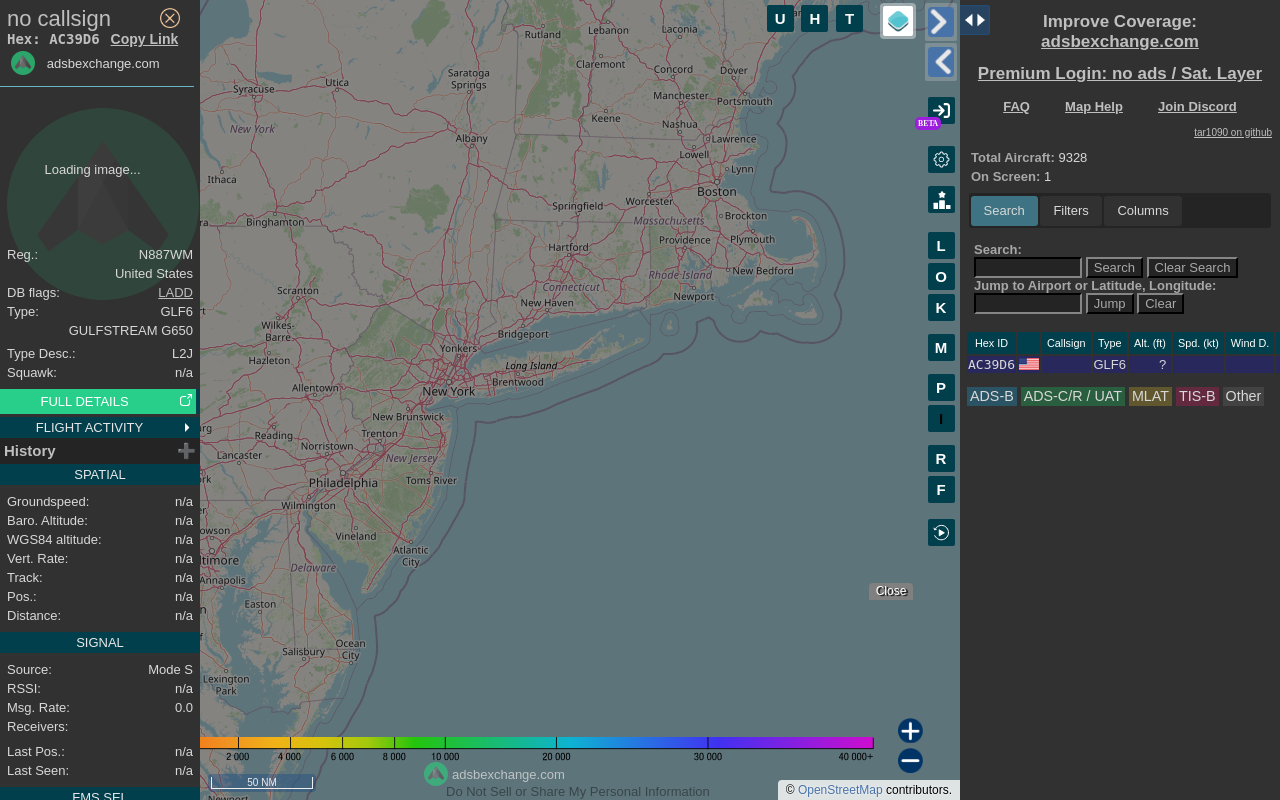 no callsign
Hex: AC39D6 Copy Link
adsbexchange.com
Loading image...
Reg.: N887WM
United States
DB flags: LADD
Type: GLF6
GULFSTREAM G650
Type Desc.: L2J
Squawk: n/a
FULL DETAILS
FLIGHT ACTIVITY
History
SPATIAL
Groundspeed: n/a
Baro. Altitude: n/a
WGS84 altitude: n/a
Vert. Rate: n/a
Track: n/a
Pos.: n/a
Distance: n/a
SIGNAL
Source: Mode S
RSSI: n/a
Msg. Rate: 0.0
Receivers:
Last Pos.: n/a
Last Seen: n/a
FMS SEL
U H T
Rutland
Lebanon
Laconia
Claremont
Concord
Dover
Saratoga
Springs
Utica
Syracuse
Manchester
Portsmouth
Keene
Nashua
New York
Albany
Lawrence
Lowell
Lynn
Ithaca
Boston
Worcester
Springfield
Binghamton
Massachusetts
Brockton
Providence
Plymouth
Hartford
New Bedford
Rhode Island
Connecticut
Newport
Scranton
New Haven
Wilkes-
Barre
Bridgeport
Yonkers
Hazleton
Long Island
Brentwood
Allentown
New York
New Brunswick
Reading
Trenton
Norristown
Lancaster
New Jersey
Philadelphia
Toms River
Wilmington
Vineland
Atlantic
City
timore
Delaware
Annapolis
Easton
Ocean
City
Salisbury
Lexington
Park
BETA
L
O
K
M
P
I
R
F
Close
2 000 4 000 6 000 8 000 10 000 20 000 30 000 40 000+
50 NM
adsbexchange.com
Do Not Sell or Share My Personal Information
© OpenStreetMap contributors.
Improve Coverage:
adsbexchange.com
Premium Login: no ads / Sat. Layer
FAQ Map Help Join Discord
tar1090 on github
Total Aircraft: 9328
On Screen: 1
Search Filters Columns
Search:
Search Clear Search
Jump to Airport or Latitude, Longitude:
Jump Clear
Hex ID Callsign Type Alt. (ft) Spd. (kt) Wind D.
AC39D6 GLF6 ?
ADS-B ADS-C/R / UAT MLAT TIS-B Other